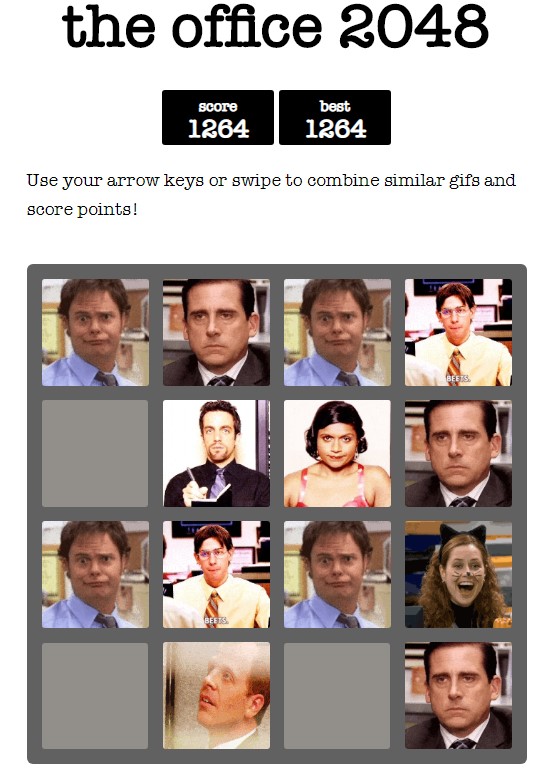 the office 2048
score
1264
best
1264
Use your arrow keys or swipe to combine similar gifs and
score points!
BEETS.
BEETS.